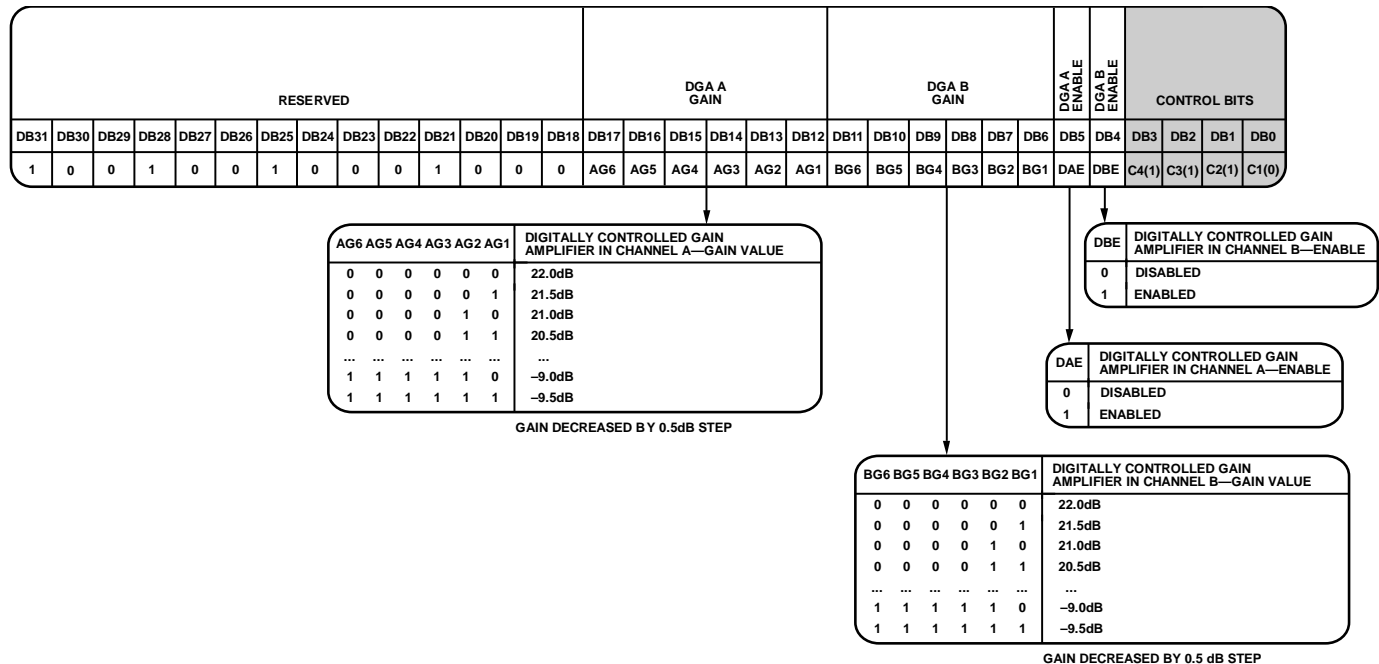 RESERVED
DGA A
GAIN
DGA B
GAIN
DGA A
ENABLE
DGA B
ENABLE
CONTROL BITS
DB31 DB30 DB29 DB28 DB27 DB26 DB25 DB24 DB23 DB22 DB21 DB20 DB19 DB18 DB17 DB16 DB15 DB14 DB13 DB12 DB11 DB10 DB9 DB8 DB7 DB6 DB5 DB4 DB3 DB2 DB1 DB0
1 0 0 1 0 0 1 0 0 0 1 0 0 0 AG6 AG5 AG4 AG3 AG2 AG1 BG6 BG5 BG4 BG3 BG2 BG1 DAE DBE C4(1) C3(1) C2(1) C1(0)
AG6 AG5 AG4 AG3 AG2 AG1 DIGITALLY CONTROLLED GAIN
AMPLIFIER IN CHANNEL A—GAIN VALUE
0 0 0 0 0 0 22.0dB
0 0 0 0 0 1 21.5dB
0 0 0 0 1 0 21.0dB
0 0 0 0 1 1 20.5dB
... ... ... ... ... ... ...
1 1 1 1 1 0 –9.0dB
1 1 1 1 1 1 –9.5dB
GAIN DECREASED BY 0.5dB STEP
DBE DIGITALLY CONTROLLED GAIN
AMPLIFIER IN CHANNEL B—ENABLE
0 DISABLED
1 ENABLED
DAE DIGITALLY CONTROLLED GAIN
AMPLIFIER IN CHANNEL A—ENABLE
0 DISABLED
1 ENABLED
BG6 BG5 BG4 BG3 BG2 BG1 DIGITALLY CONTROLLED GAIN
AMPLIFIER IN CHANNEL B—GAIN VALUE
0 0 0 0 0 0 22.0dB
0 0 0 0 0 1 21.5dB
0 0 0 0 1 0 21.0dB
0 0 0 0 1 1 20.5dB
... ... ... ... ... ... ...
1 1 1 1 1 0 –9.0dB
1 1 1 1 1 1 –9.5dB
GAIN DECREASED BY 0.5 dB STEP